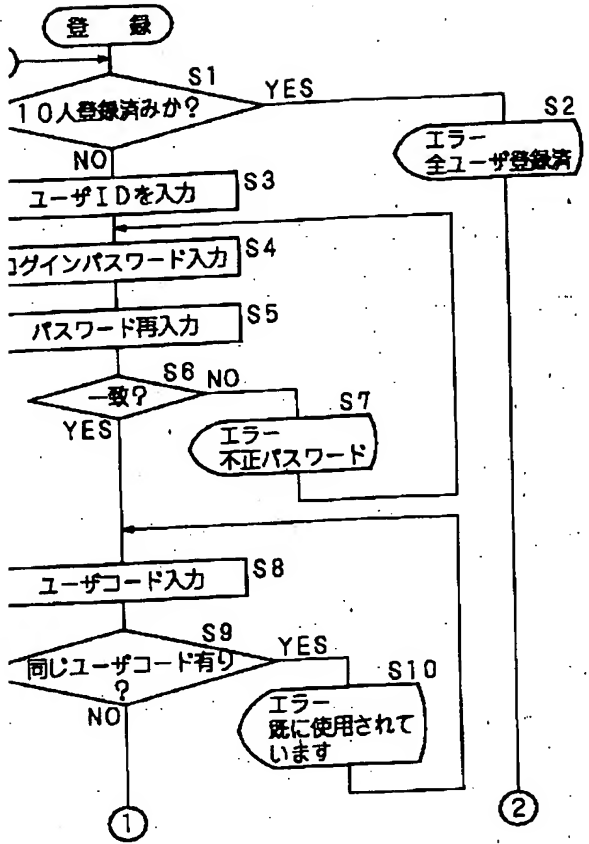 登 録
S1
YES
10人登録済みか?
S2
エラー
全ユーザ登録済
NO
ユーザIDを入力
S3
グインパスワード入力
S4
パスワード再入力
S5
S6
NO
一致?
YES
S7
エラー
不正パスワード
ユーザコード入力
S8
S9
YES
同じユーザコード有り
?
NO
S10
エラー
既に使用されて
います
1
2